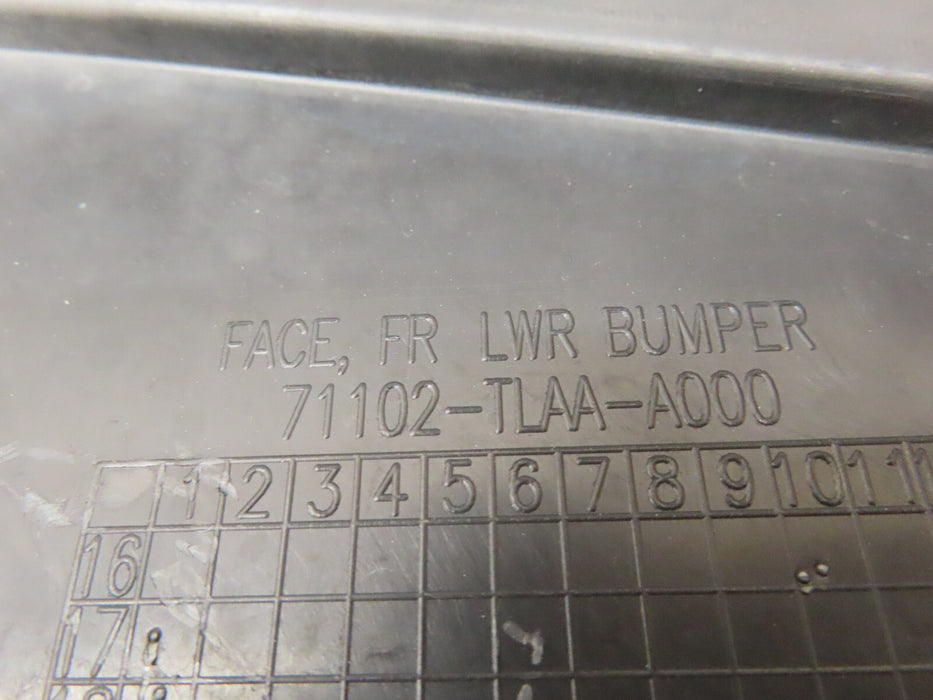 FACE, FR LWR BUMPER
71102-TLAA-A000
1 2 3 4 5 6 7 8 9 10 11
16
17